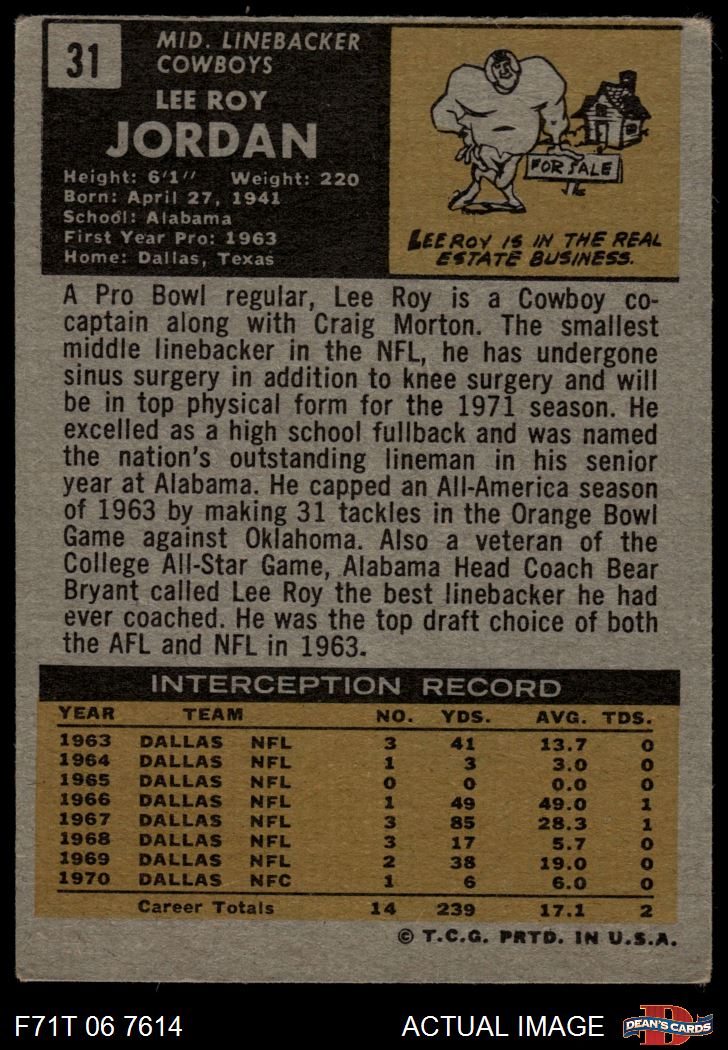 31
MID. LINEBACKER
COWBOYS
LEE ROY
JORDAN
Height: 6'1" Weight: 220
Born: April 27, 1941
School: Alabama
First Year Pro: 1963
Home: Dallas, Texas
FOR SALE
LEE ROY IS IN THE REAL
ESTATE BUSINESS.
A Pro Bowl regular, Lee Roy is a Cowboy co-
captain along with Craig Morton. The smallest
middle linebacker in the NFL, he has undergone
sinus surgery in addition to knee surgery and will
be in top physical form for the 1971 season. He
excelled as a high school fullback and was named
the nation's outstanding lineman in his senior
year at Alabama. He capped an All-America season
of 1963 by making 31 tackles in the Orange Bowl
Game against Oklahoma. Also a veteran of the
College All-Star Game, Alabama Head Coach Bear
Bryant called Lee Roy the best linebacker he had
ever coached. He was the top draft choice of both
the AFL and NFL in 1963.
INTERCEPTION RECORD
YEAR TEAM NO. YDS. AVG. TDS.
1963 DALLAS NFL 3 41 13.7 0
1964 DALLAS NFL 1 3 3.0 0
1965 DALLAS NFL 0 0 0.0 0
1966 DALLAS NFL 1 49 49.0 1
1967 DALLAS NFL 3 85 28.3 1
1968 DALLAS NFL 3 17 5.7 0
1969 DALLAS NFL 2 38 19.0 0
1970 DALLAS NFC 1 6 6.0 0
Career Totals 14 239 17.1 2
© T.C.G. PRTD. IN U.S.A.
F71T 06 7614 ACTUAL IMAGE
D
DEAN'S CARDS